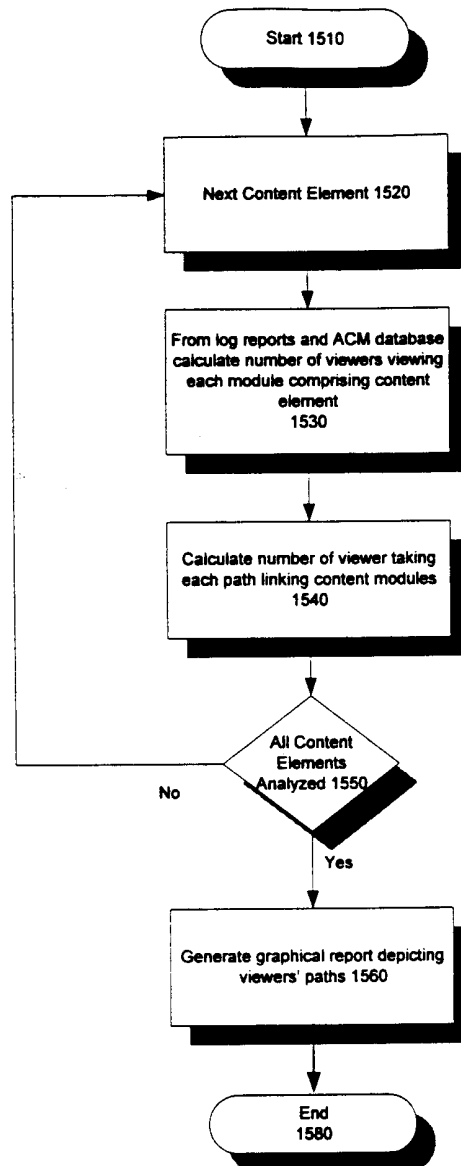 Start 1510
Next Content Element 1520
From log reports and ACM database
calculate number of viewers viewing
each module comprising content
element
1530
Calculate number of viewer taking
each path linking content modules
1540
All Content
Elements
Analyzed 1550
No
Yes
Generate graphical report depicting
viewers' paths 1560
End
1580